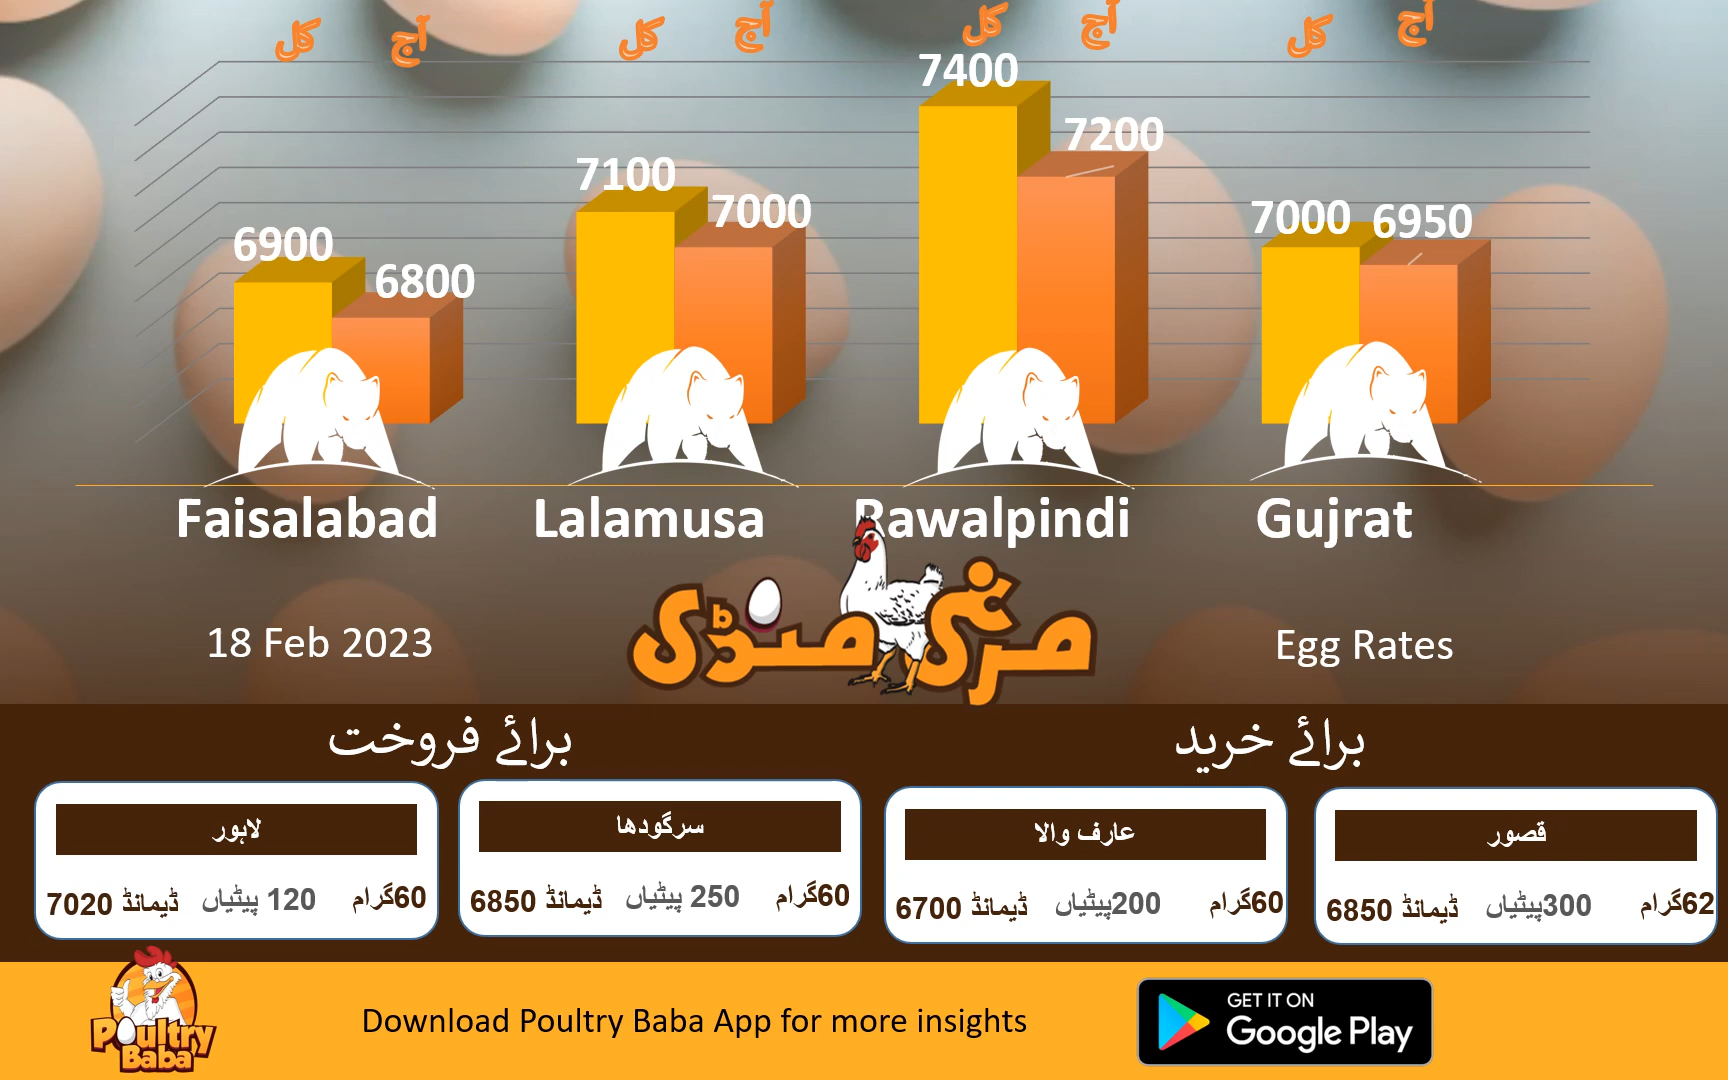 کل آج کل آج کل آج کل آج
6900 6800 7100 7000 7400 7200 7000 6950
Faisalabad Lalamusa Rawalpindi Gujrat
18 Feb 2023
مرغی منڈی
Egg Rates
برائے فروخت
برائے خرید
لاہور
7020 ڈیمانڈ 120 پیٹیاں 60گرام
سرگودھا
6850 ڈیمانڈ 250 پیٹیاں 60گرام
عارف والا
6700 ڈیمانڈ 200پیٹیاں 60گرام
قصور
6850 ڈیمانڈ 300پیٹیاں 62گرام
Poultry
Baba
Download Poultry Baba App for more insights
GET IT ON
Google Play